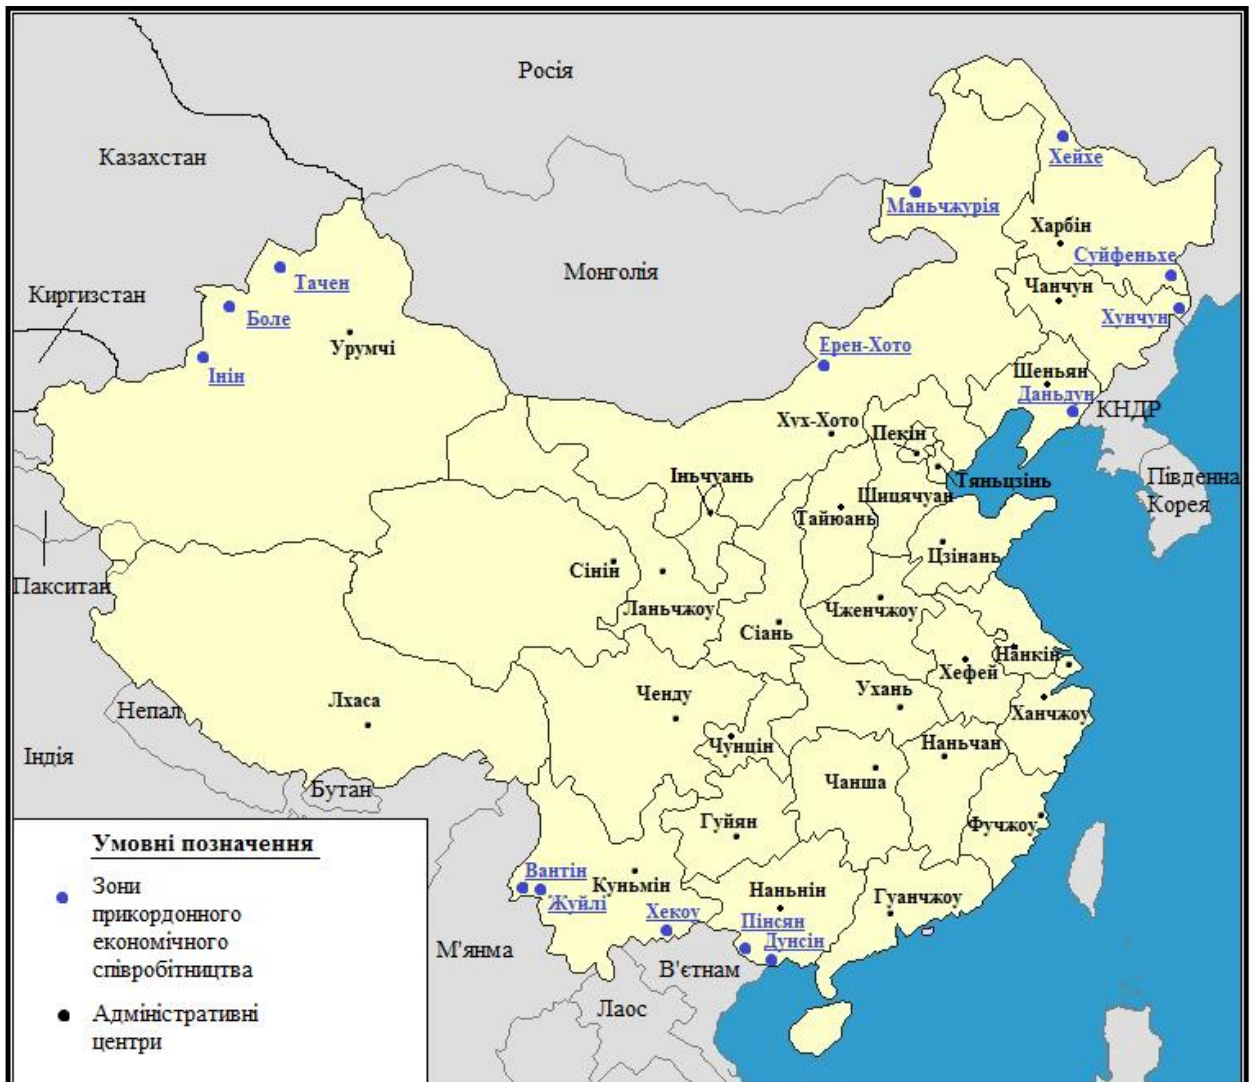 Росія
Казахстан
Хейхе
Маньчжурія
Харбін
Монголія
Суйфеньхе
Тачен
Киргизстан
Чанчун
Боле
Хунчун
Урумчі
Ерен-Хото
Інін
Шеньян
Даньдун
КНДР
Хух-Хото
Пекін
Іньчуань
Тяньцзінь
Південна
Корея
Шицячуан
Тайюань
Цзінань
Сінін
Пакситан
Ланьчжоу
Чженчжоу
Сіань
Нанкін
Хефей
Ченду
Ухань
Лхаса
Непал
Ханчжоу
Чунцін
Наньчан
Індія
Чанша
Бутан
Гуйян
Фучжоу
Умовні позначення
Вантін
Куньмін
Наньнін
Зони
прикордонного
економічного
співробітництва
Жуйлі
Хекоу
Гуанчжоу
Пінсян
Дунсін
М'янма
В'єтнам
Лаос
Адміністративні
центри